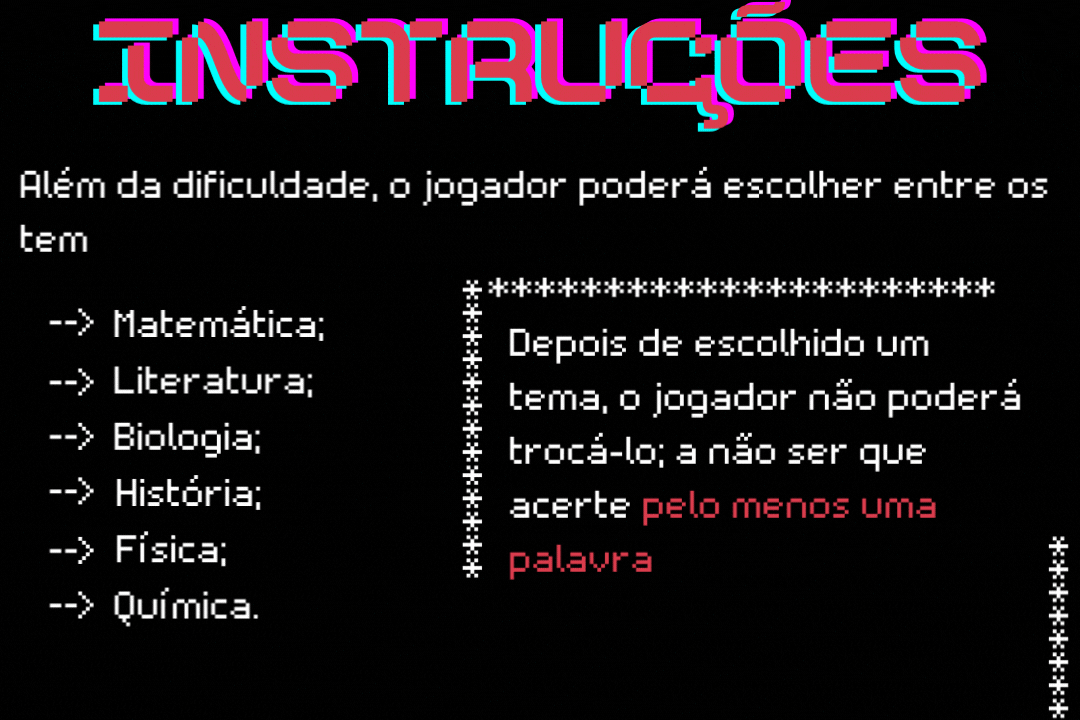 INSTRUÇÕES
Além da dificuldade, o jogador poderá escolher entre os
tem
--> Matemática;
--> Literatura;
--> Biologia;
--> História;
--> Física;
--> Química.
***********************
Depois de escolhido um
tema, o jogador não poderá
trocá-lo; a não ser que
acerte pelo menos uma
palavra